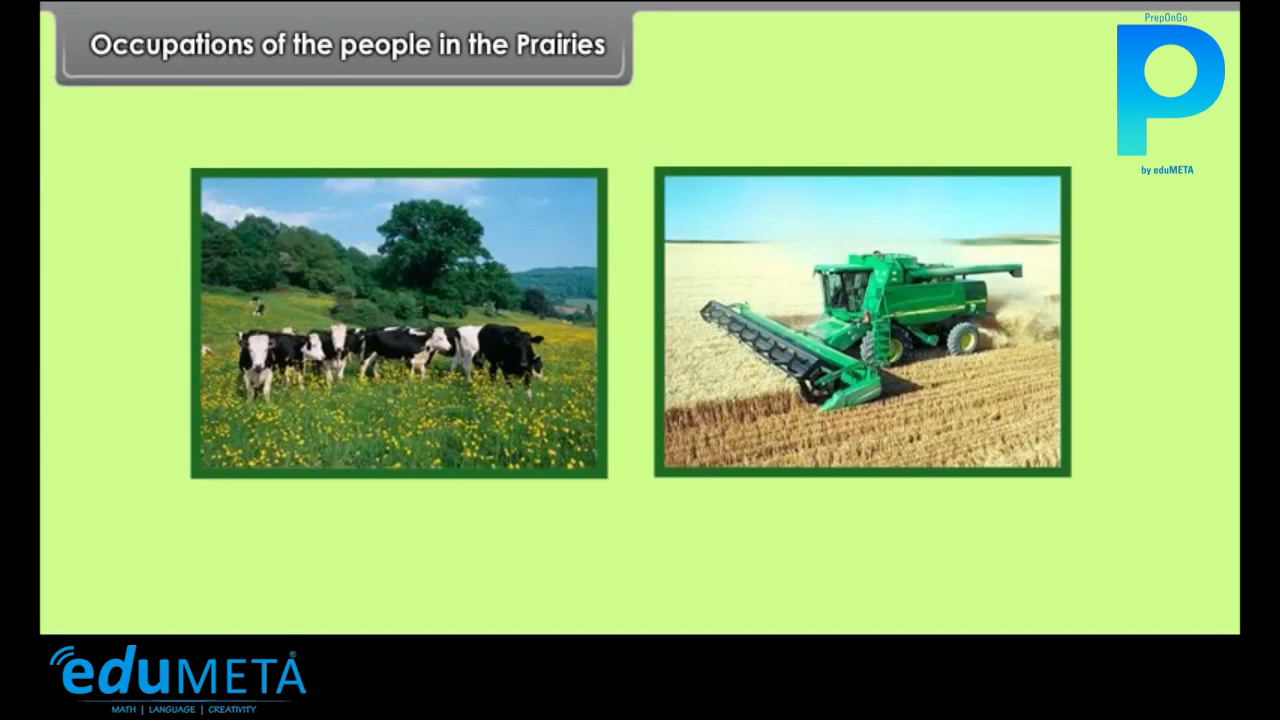 Occupations of the people in the Prairies
PrepOnGo
P
by eduMETA
eduMETA®
MATH | LANGUAGE | CREATIVITY